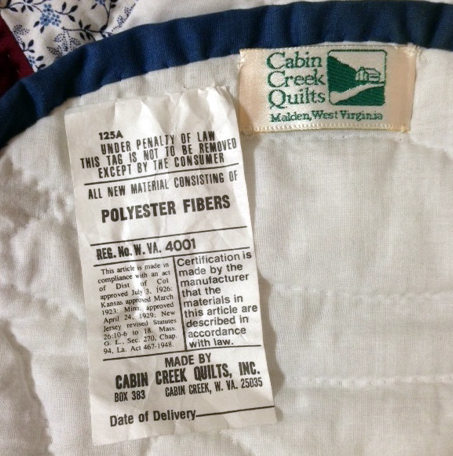 Cabin
Creek
Quilts
Malden, West Virginia
125A
UNDER PENALTY OF LAW
THIS TAG IS NOT TO BE REMOVED
EXCEPT BY THE CONSUMER
ALL NEW MATERIAL CONSISTING OF
POLYESTER FIBERS
REG. No. W. VA. 4001
This article is made in
compliance with an act
of Dist of Col
approved July 3, 1926;
Kansas approved March
1923; Minn. approved
April 24, 1929; New
Jersey revised Statutes
26:10-6 to 18. Mass.
G. L., Sec. 270, Chap.
94, La. Act 467-1948.
Certification is
made by the
manufacturer
that the
materials in
this article are
described in
accordance
with law.
MADE BY
CABIN CREEK QUILTS, INC.
BOX 383 CABIN CREEK, W. VA. 25035
Date of Delivery